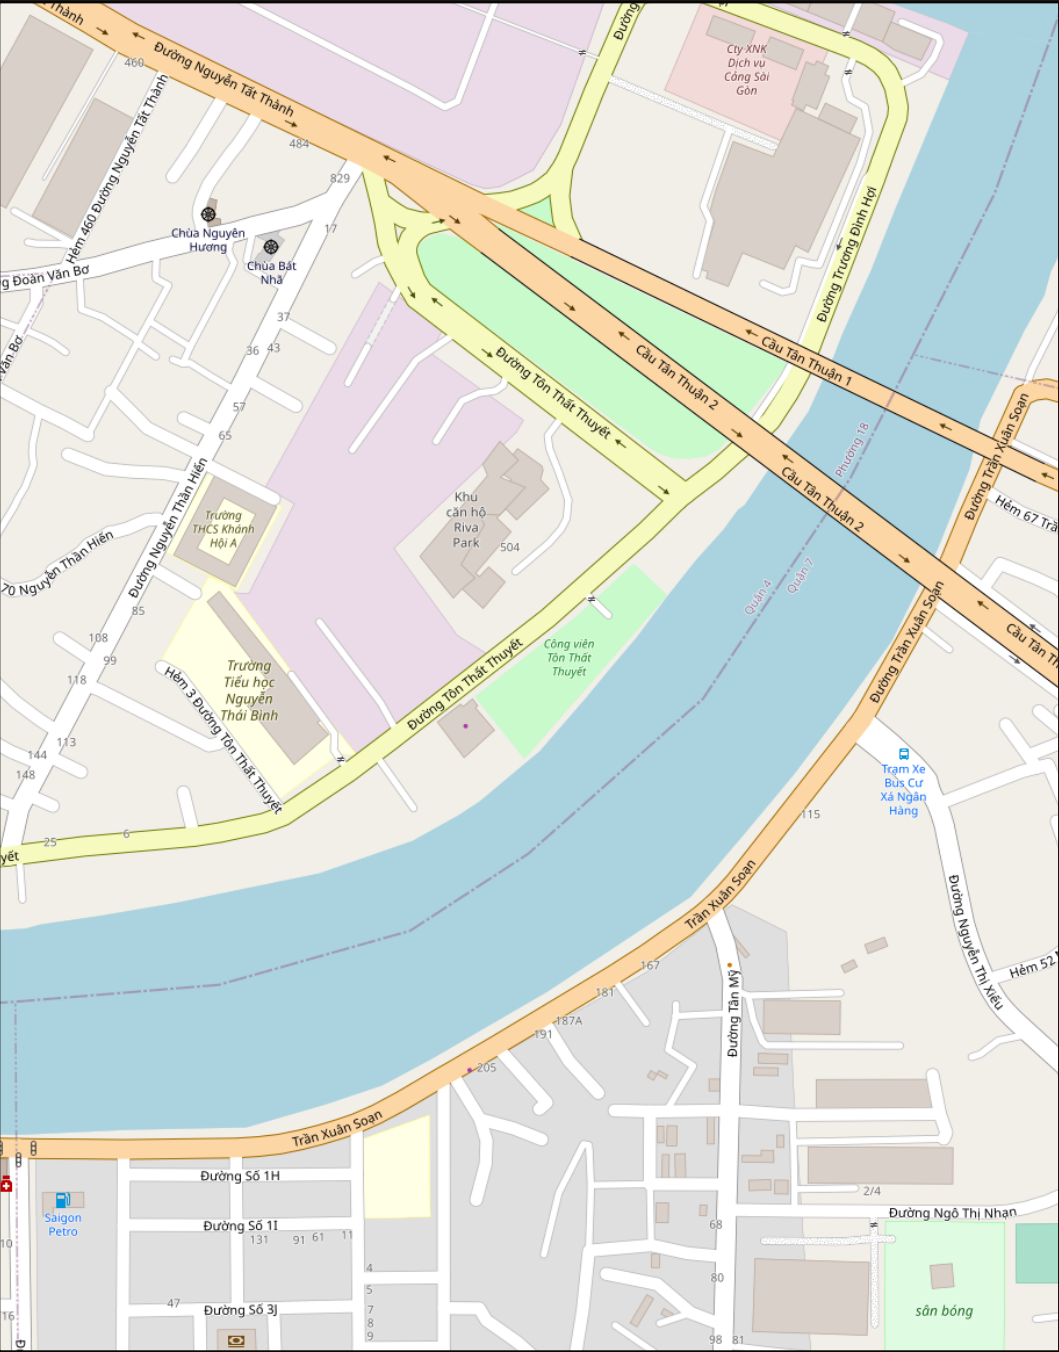 Thành
Đường Nguyễn Tất Thành
Đường
460
484
829
17
Hẻm 460 Đường Nguyễn Tất Thành
Chùa Nguyên
Hương
Chùa Bát
Nhã
g Đoàn Văn Bơ
Văn Bơ
Cty XNK
Dịch vụ
Cảng Sài
Gòn
Đường Trương Đình Hợi
Cầu Tân Thuận 1
Cầu Tân Thuận 2
Cầu Tân Thuận 2
Cầu Tân T
37
36
43
57
65
Đường Tôn Thất Thuyết
Phường 18
Quận 4
Quận 7
Đường Trần Xuân Soạn
Hẻm 67 Trầ
Trường
THCS Khánh
Hội A
Đường Nguyễn Thần Hiến
70 Nguyễn Thần Hiến
Khu
căn hộ
Riva
Park
504
85
108
99
118
113
144
148
Trường
Tiểu học
Nguyễn
Thái Bình
Hẻm 3 Đường Tôn Thất Thuyết
Đường Tôn Thất Thuyết
Công viên
Tôn Thất
Thuyết
Đường Trần Xuân Soạn
Trạm Xe
Bus Cư
Xá Ngân
Hàng
115
25
6
yết
Trần Xuân Soạn
Đường Nguyễn Thị Xiếu
Hẻm 52
167
181
187A
191
205
Đường Tân Mỹ
Trần Xuân Soạn
Đường Số 1H
Đường Số 1I
131
91
61
11
Saigon
Petro
10
16
47
Đường Số 3J
4
5
7
8
9
2/4
Đường Ngô Thị Nhạn
68
80
98
81
sân bóng